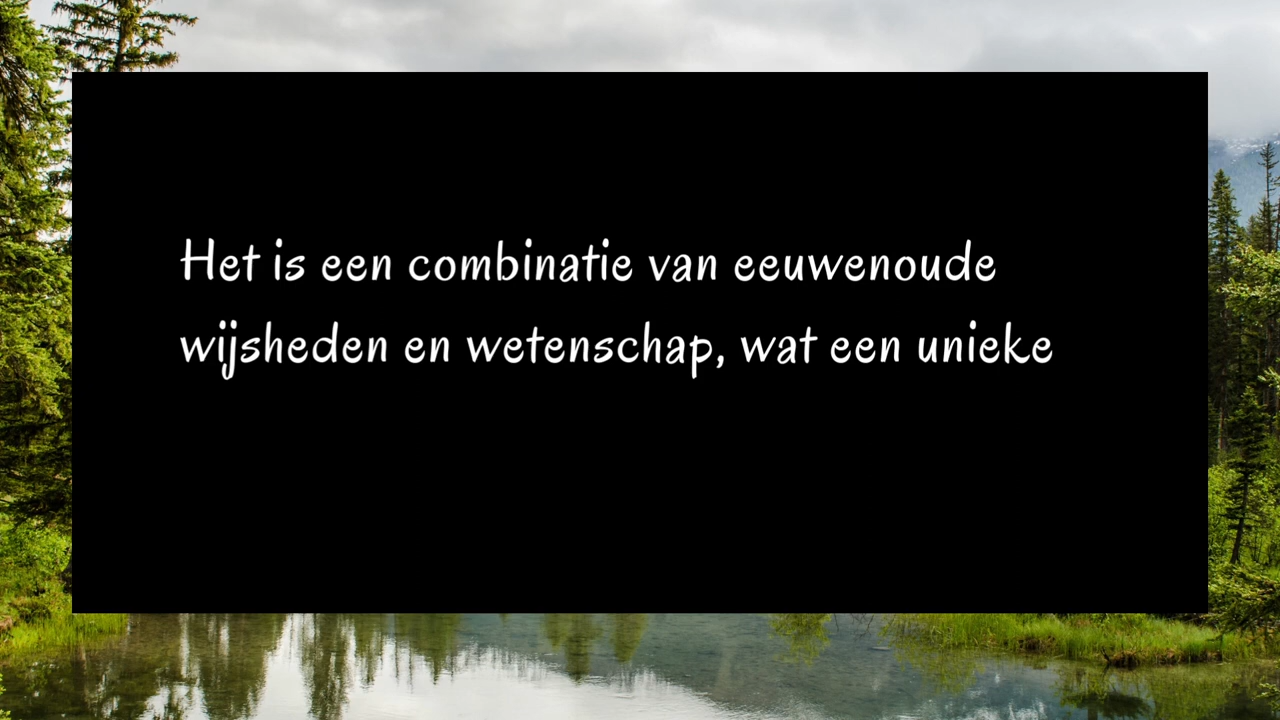 Het is een combinatie van eeuwenoude
wijsheden en wetenschap, wat een unieke